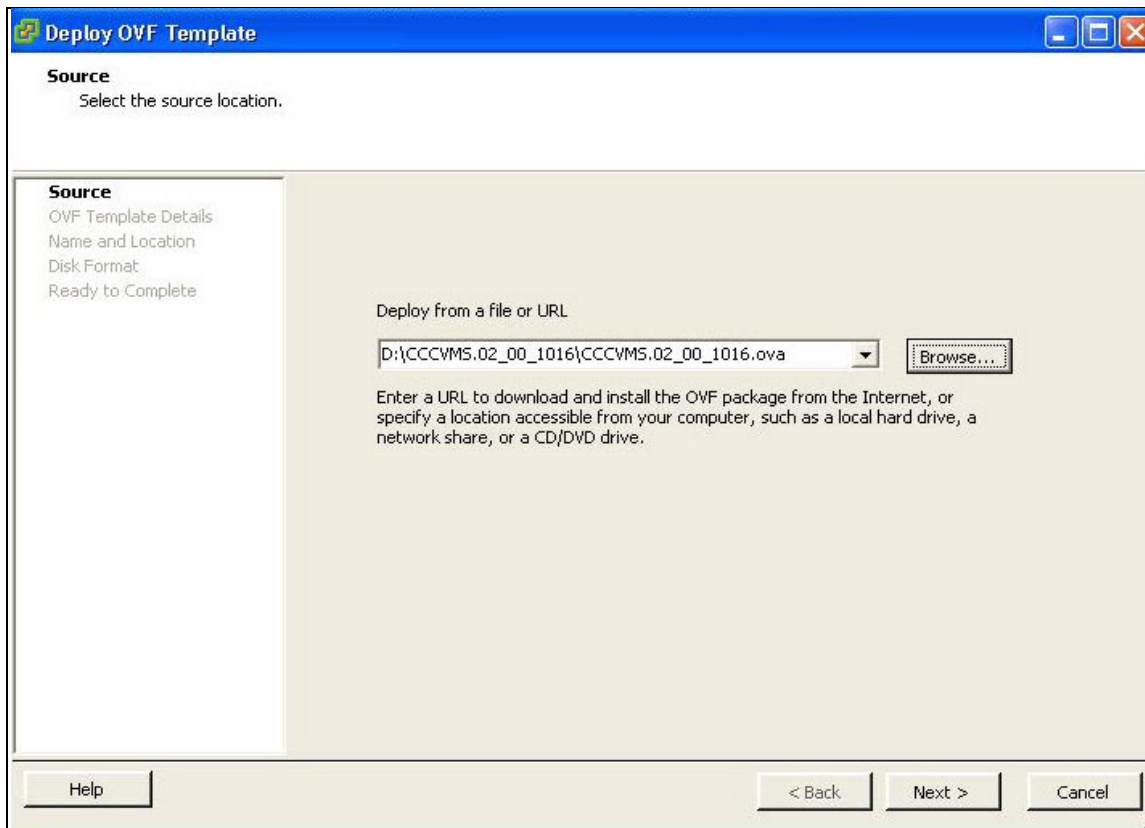 Deploy OVF Template
Source
Select the source location.
Source
OVF Template Details
Name and Location
Disk Format
Ready to Complete
Deploy from a file or URL
D:\CCCVMS.02_00_1016\CCCVMS.02_00_1016.ova
Browse...
Enter a URL to download and install the OVF package from the Internet, or
specify a location accessible from your computer, such as a local hard drive, a
network share, or a CD/DVD drive.
Help
< Back
Next >
Cancel